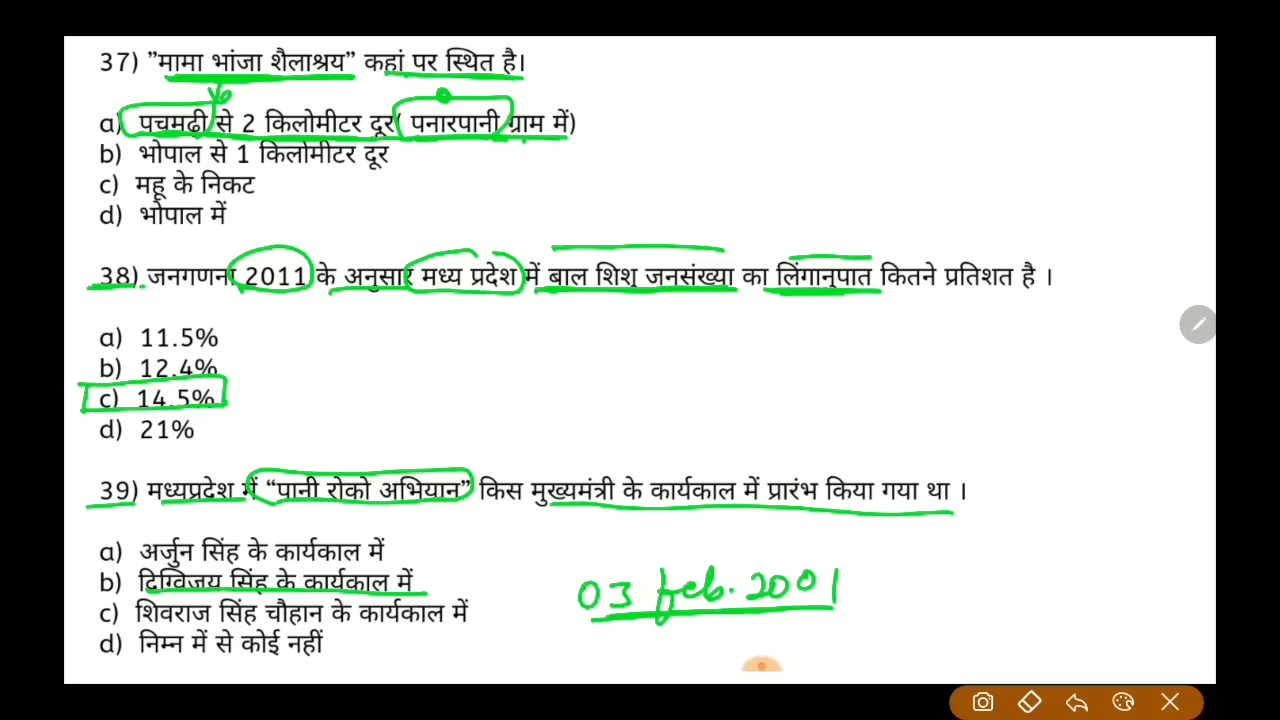 37) ”मामा भांजा शैलाश्रय” कहां पर स्थित है।
a) पचमढ़ी से 2 किलोमीटर दूर( पनारपानी ग्राम में)
b) भोपाल से 1 किलोमीटर दूर
c) महू के निकट
d) भोपाल में
38) जनगणना 2011 के अनुसार मध्य प्रदेश में बाल शिशु जनसंख्या का लिंगानुपात कितने प्रतिशत है ।
a) 11.5%
b) 12.4%
c) 14.5%
d) 21%
39) मध्यप्रदेश में “पानी रोको अभियान” किस मुख्यमंत्री के कार्यकाल में प्रारंभ किया गया था ।
a) अर्जुन सिंह के कार्यकाल में
b) दिग्विजय सिंह के कार्यकाल में
03 feb. 2001
c) शिवराज सिंह चौहान के कार्यकाल में
d) निम्न में से कोई नहीं